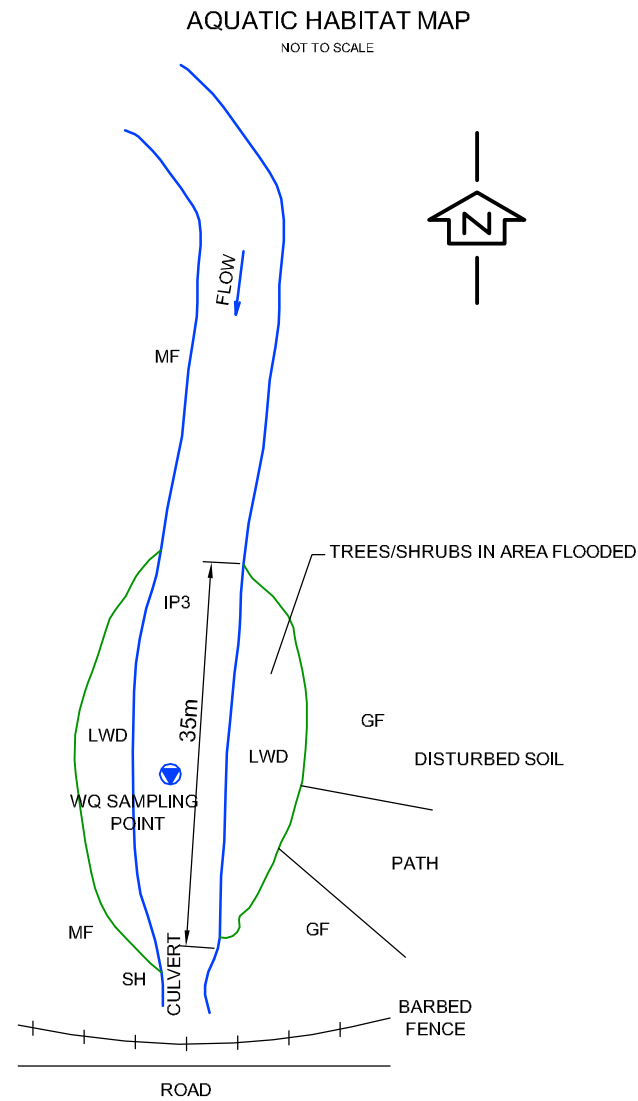 AQUATIC HABITAT MAP
NOT TO SCALE
N
FLOW
MF
TREES/SHRUBS IN AREA FLOODED
IP3
35m
GF
LWD
LWD
DISTURBED SOIL
WQ SAMPLING
POINT
PATH
MF
GF
SH
CULVERT
BARBED
FENCE
ROAD